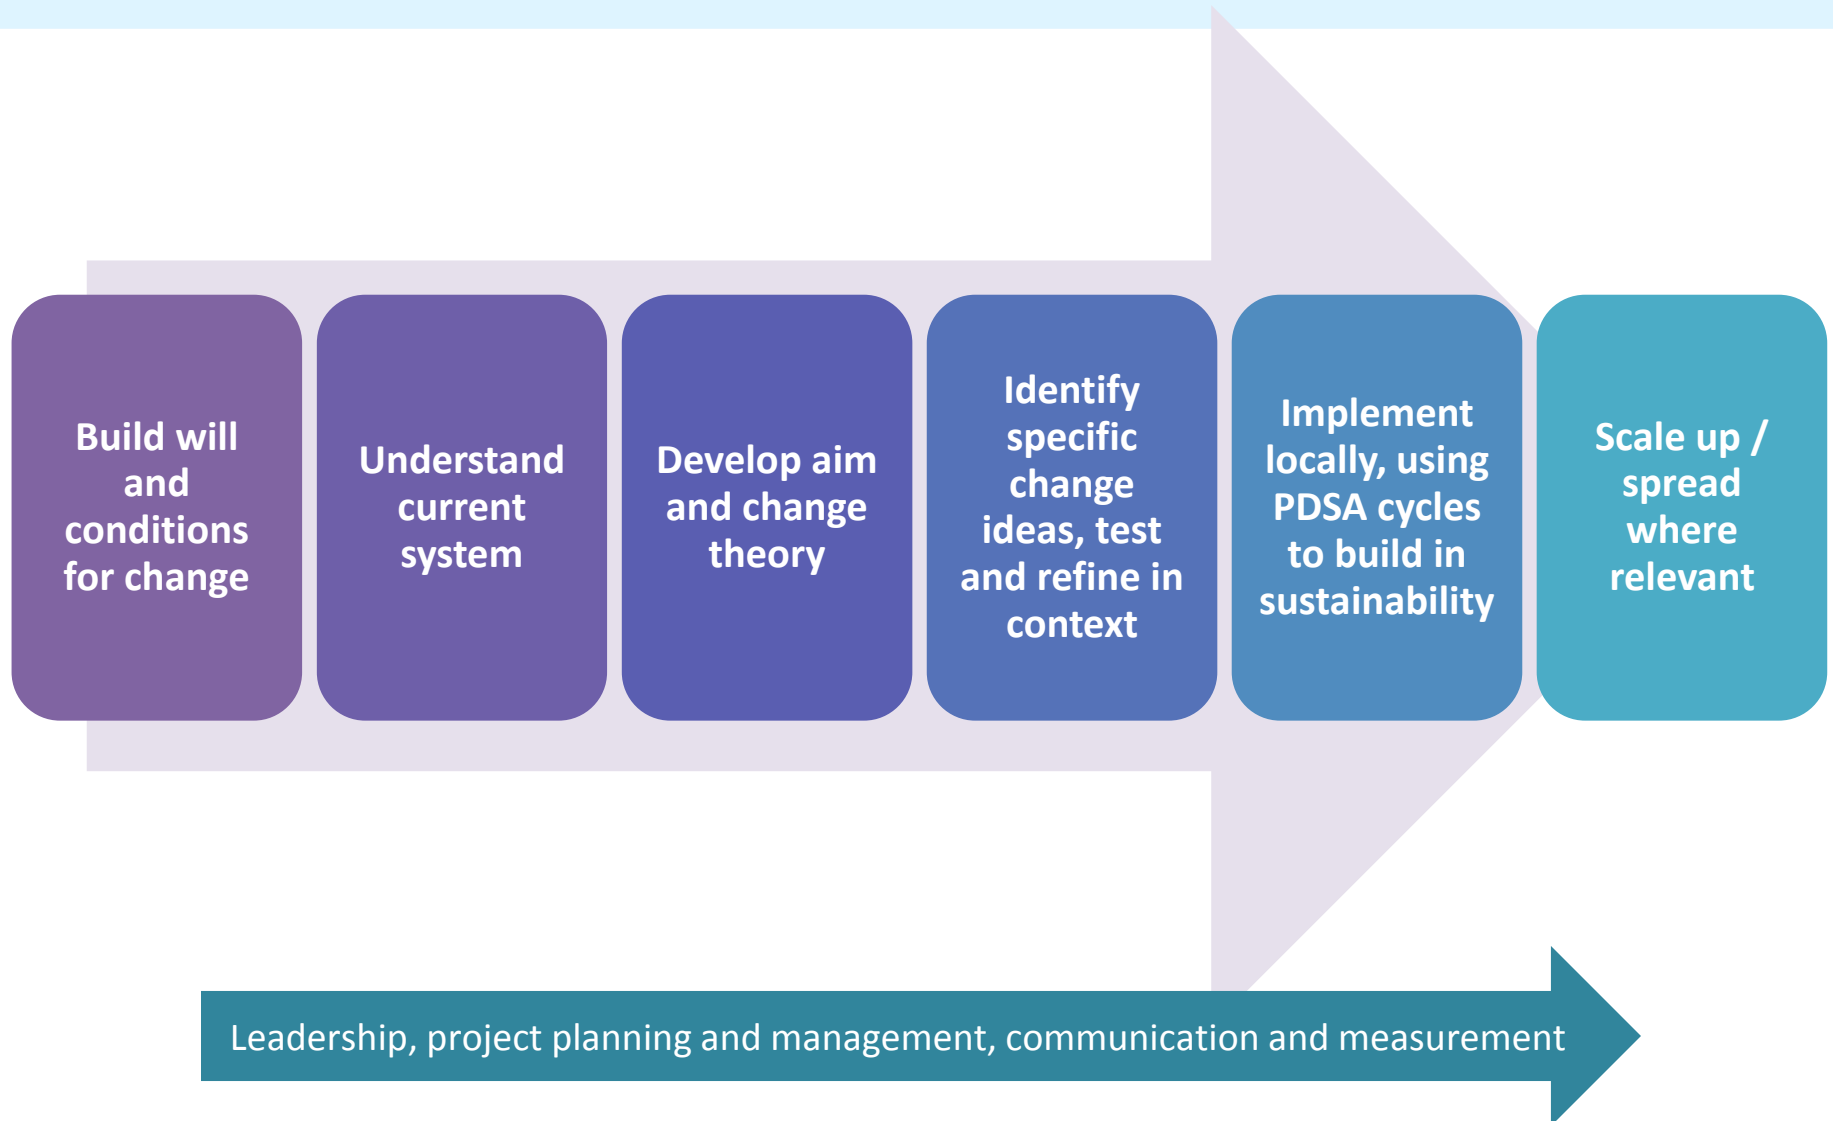 Build will
and
conditions
for change
Understand
current
system
Develop aim
and change
theory
Identify
specific
change
ideas, test
and refine in
context
Implement
locally, using
PDSA cycles
to build in
sustainability
Scale up /
spread
where
relevant
Leadership, project planning and management, communication and measurement